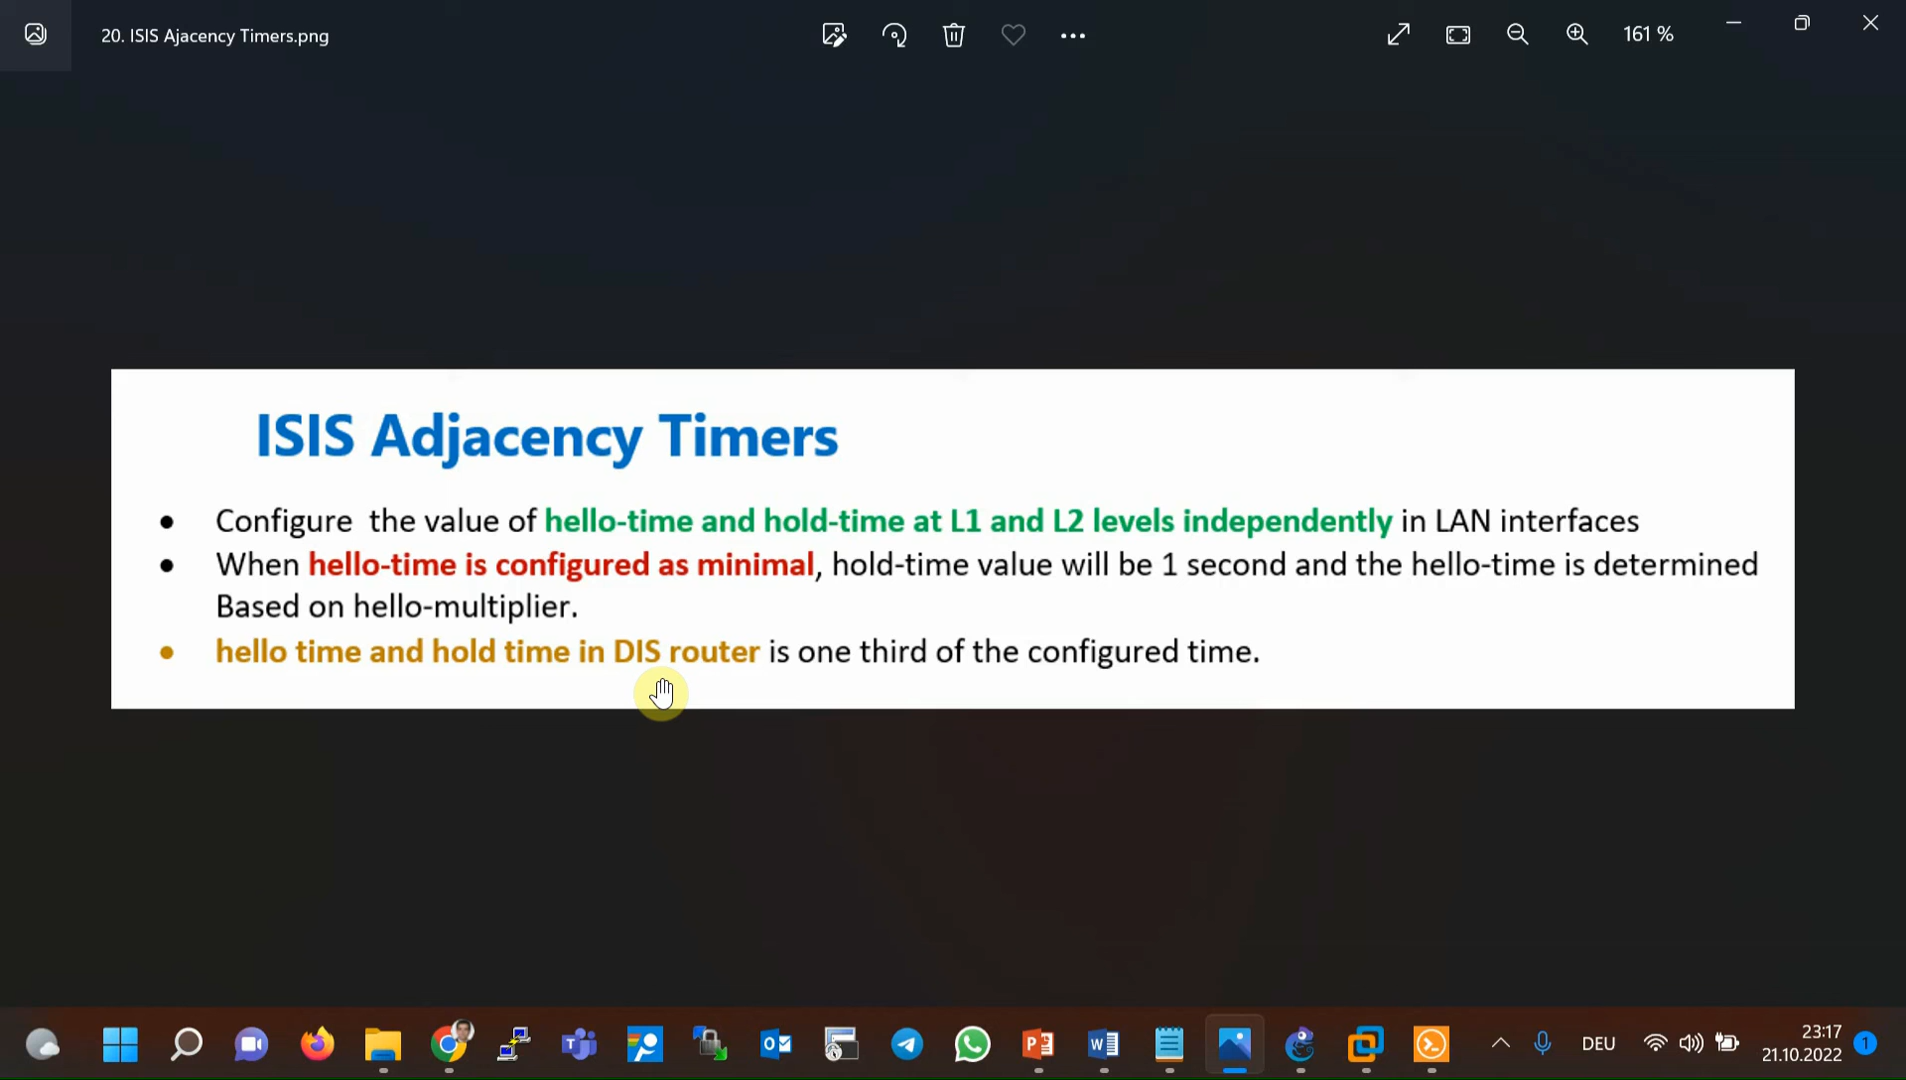 20. ISIS Ajacency Timers.png
161 %
ISIS Adjacency Timers
• Configure the value of hello-time and hold-time at L1 and L2 levels independently in LAN interfaces
• When hello-time is configured as minimal, hold-time value will be 1 second and the hello-time is determined
Based on hello-multiplier.
• hello time and hold time in DIS router is one third of the configured time.
DEU
23:17
21.10.2022
1